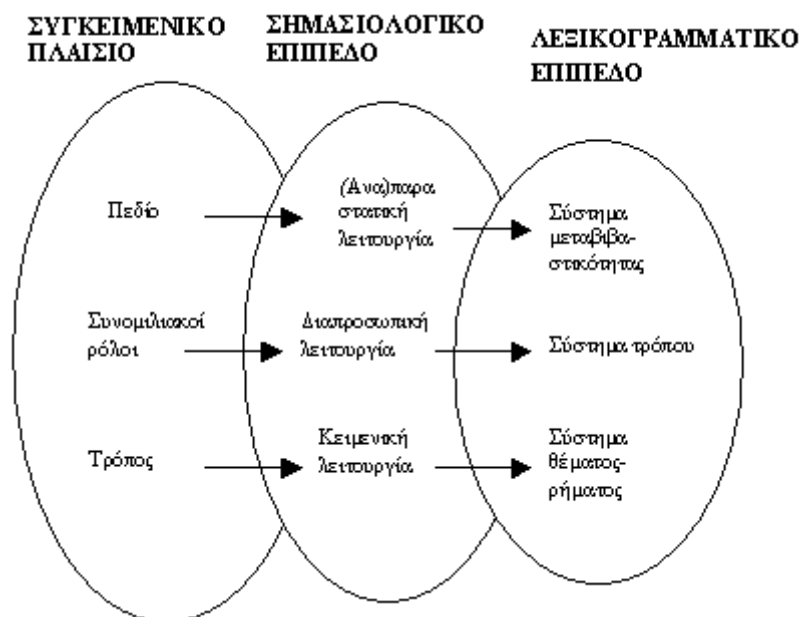 ΣΥΓΚΕΙΜΕΝΙΚΟ
ΠΛΑΙΣΙΟ
ΣΗΜΑΣΙΟΛΟΓΙΚΟ
ΕΠΙΠΕΔΟ
ΛΕΞΙΚΟΓΡΑΜΜΑΤΙΚΟ
ΕΠΙΠΕΔΟ
Πεδίο
(Ανα)παρα
στατική
λειτουργία
Σύστημα
μεταβιβα-
στικότητας
Συνομιλιακοί
ρόλοι
Διαπροσωπική
λειτουργία
Σύστημα τρόπου
Τρόπος
Κειμενική
λειτουργία
Σύστημα
θέματος-
ρήματος